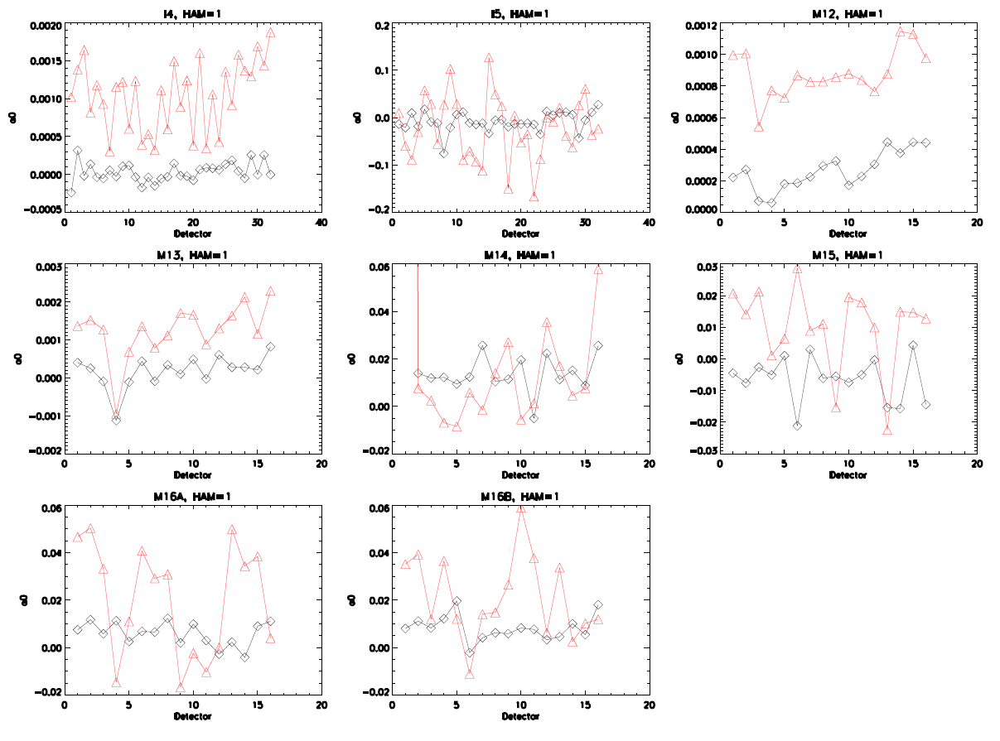 I4, HAM=1
0.0020
0.0015
0.0010
0.0005
0.0000
−0.0005
a0
0 10 20 30 40
Detector
I5, HAM=1
0.2
0.1
0.0
−0.1
−0.2
a0
0 10 20 30 40
Detector
M12, HAM=1
0.0012
0.0010
0.0008
0.0006
0.0004
0.0002
0.0000
a0
0 5 10 15 20
Detector
M13, HAM=1
0.003
0.002
0.001
0.000
−0.001
−0.002
a0
0 5 10 15 20
Detector
M14, HAM=1
0.06
0.04
0.02
0.00
−0.02
a0
0 5 10 15 20
Detector
M15, HAM=1
0.03
0.02
0.01
0.00
−0.01
−0.02
−0.03
a0
0 5 10 15 20
Detector
M16A, HAM=1
0.06
0.04
0.02
0.00
−0.02
a0
0 5 10 15 20
Detector
M16B, HAM=1
0.06
0.04
0.02
0.00
−0.02
a0
0 5 10 15 20
Detector